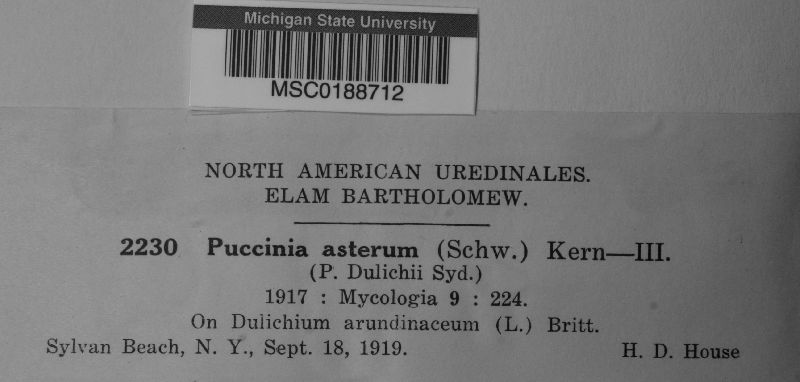 Michigan State University
MSC0188712
NORTH AMERICAN UREDINALES.
ELAM BARTHOLOMEW.
2230 Puccinia asterum (Schw.) Kern—III.
(P. Dulichii Syd.)
1917 : Mycologia 9 : 224.
On Dulichium arundinaceum (L.) Britt.
Sylvan Beach, N. Y., Sept. 18, 1919. H. D. House